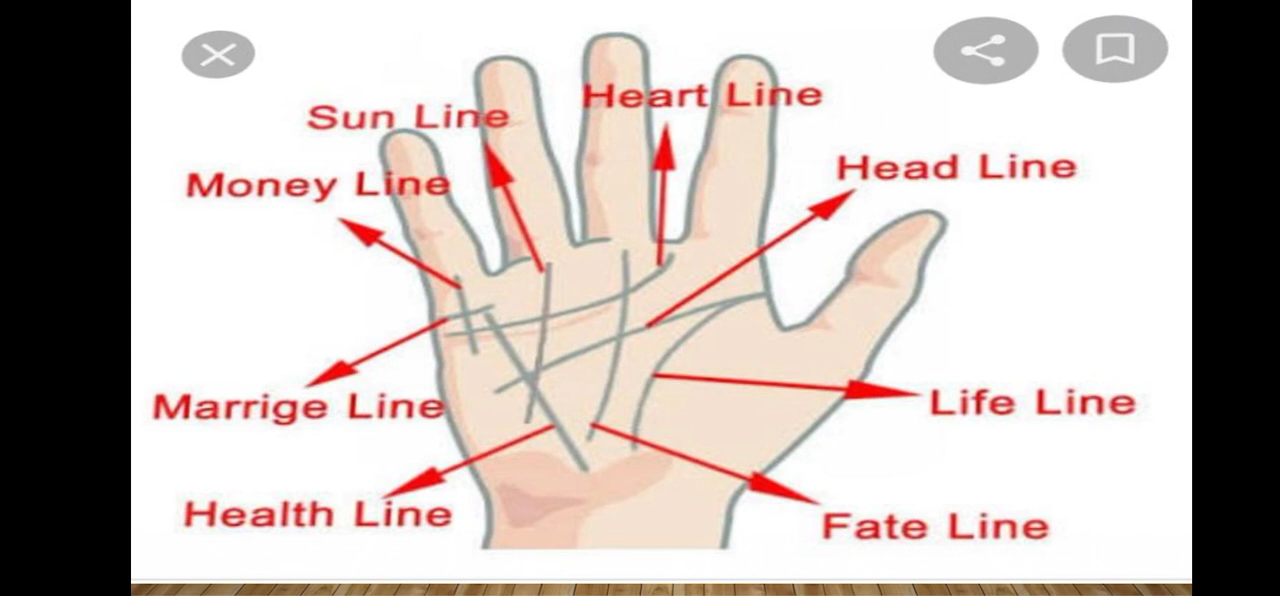 Heart Line
Sun Line
Head Line
Money Line
Marrige Line
Life Line
Health Line
Fate Line